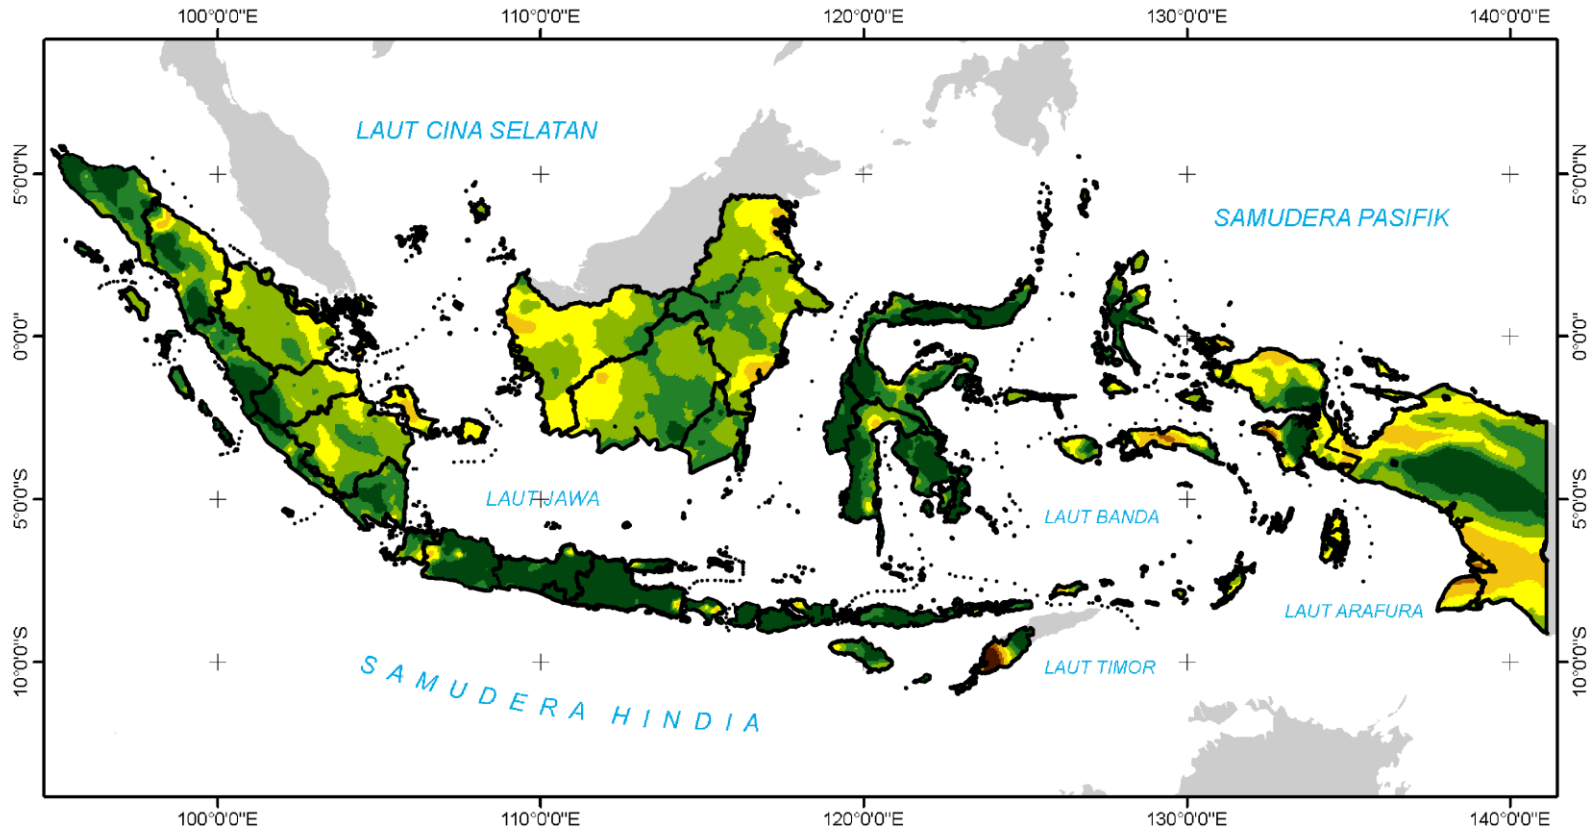 100°0'0"E 110°0'0"E 120°0'0"E 130°0'0"E 140°0'0"E
LAUT CINA SELATAN
5°0'0"N 5°0'0"N
SAMUDERA PASIFIK
0°0'0" 0°0'0"
5°0'0"S LAUT JAWA 5°0'0"S
LAUT BANDA
LAUT ARAFURA
10°0'0"S LAUT TIMOR 10°0'0"S
SAMUDERA HINDIA
100°0'0"E 110°0'0"E 120°0'0"E 130°0'0"E 140°0'0"E